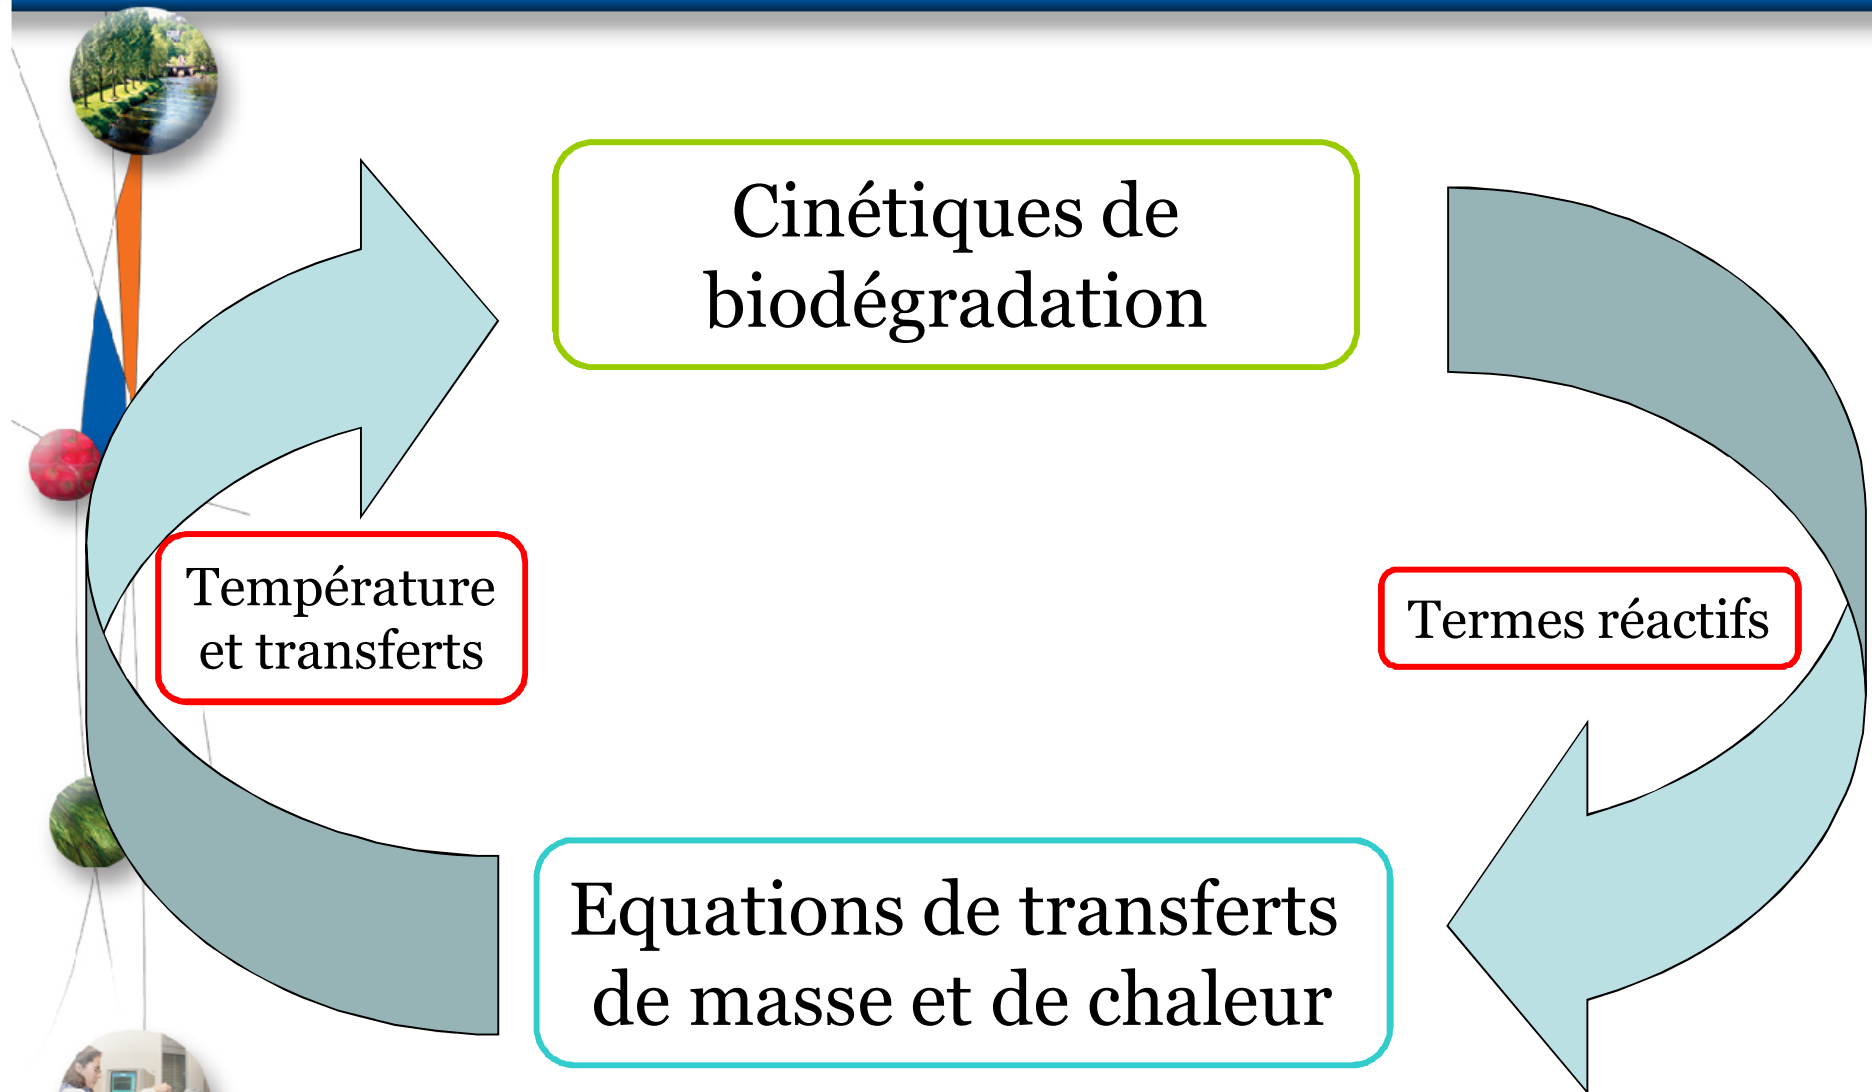 Cinétiques de
biodégradation
Température
et transferts
Termes réactifs
Equations de transferts
de masse et de chaleur